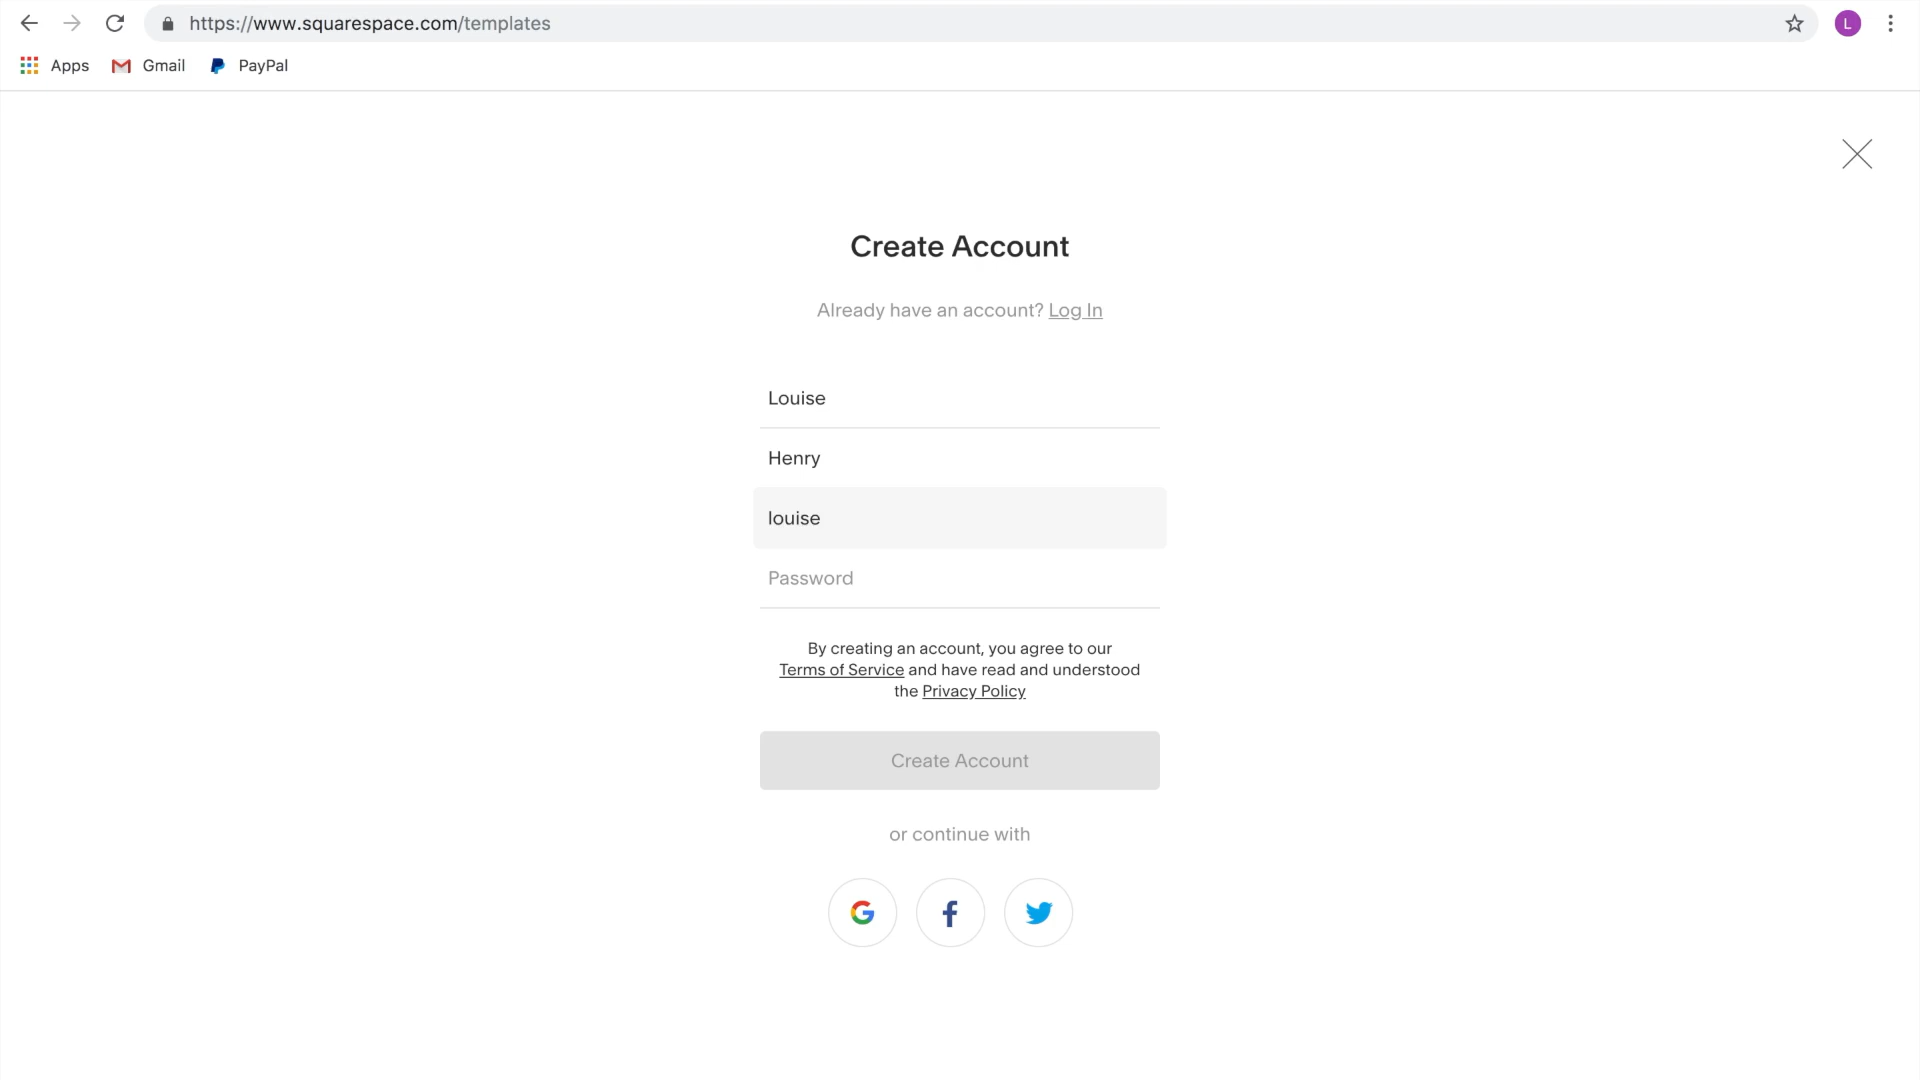 https://www.squarespace.com/templates
L
Apps
Gmail
PayPal
Create Account
Already have an account? Log In
Louise
Henry
louise
Password
By creating an account, you agree to our
Terms of Service and have read and understood
the Privacy Policy
Create Account
or continue with